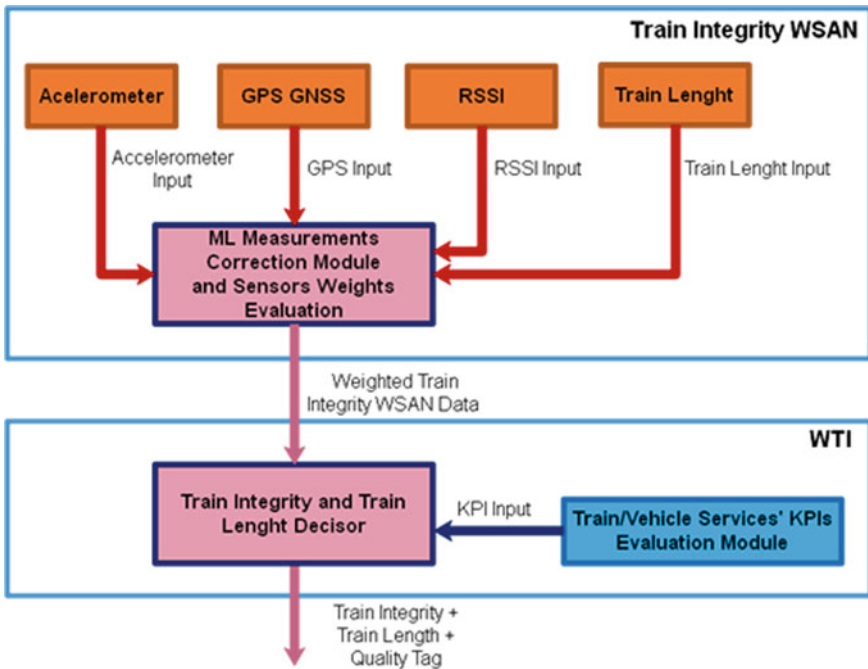 Train Integrity WSAN
Acelerometer
GPS GNSS
RSSI
Train Lenght
Accelerometer
Input
GPS Input
RSSI Input
Train Lenght Input
ML Measurements
Correction Module
and Sensors Weights
Evaluation
Weighted Train
Integrity WSAN Data
WTI
Train Integrity and Train
Lenght Decisor
KPI Input
Train/Vehicle Services' KPIs
Evaluation Module
Train Integrity +
Train Length +
Quality Tag